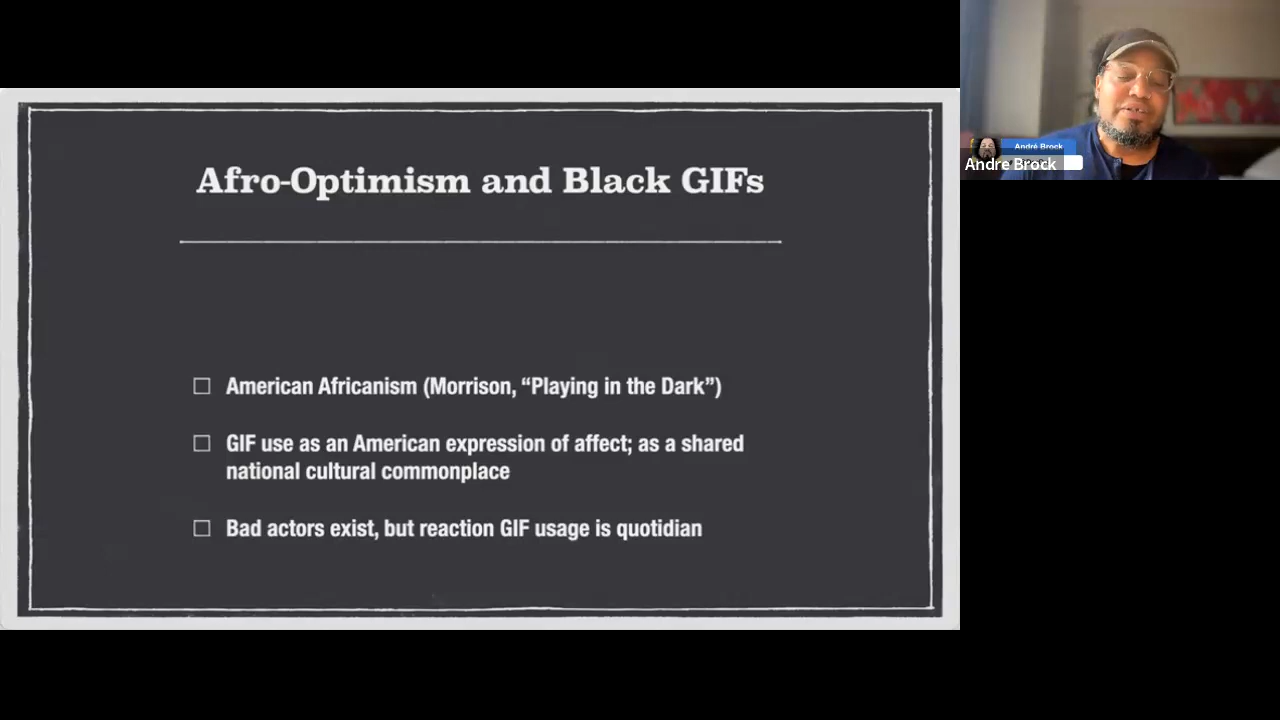 Afro-Optimism and Black GIFs
American Africanism (Morrison, “Playing in the Dark”)
GIF use as an American expression of affect; as a shared
national cultural commonplace
Bad actors exist, but reaction GIF usage is quotidian
André Brock
Andre Brock